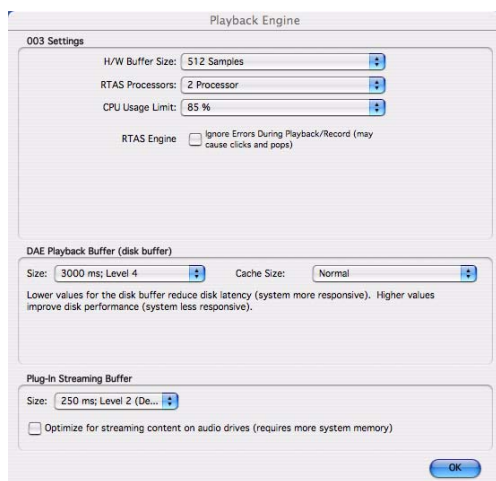 Playback Engine
003 Settings
H/W Buffer Size: 512 Samples
RTAS Processors: 2 Processor
CPU Usage Limit: 85 %
RTAS Engine Ignore Errors During Playback/Record (may
cause clicks and pops)
DAE Playback Buffer (disk buffer)
Size: 3000 ms; Level 4 Cache Size: Normal
Lower values for the disk buffer reduce disk latency (system more responsive). Higher values
improve disk performance (system less responsive).
Plug-In Streaming Buffer
Size: 250 ms; Level 2 (De...
Optimize for streaming content on audio drives (requires more system memory)
OK